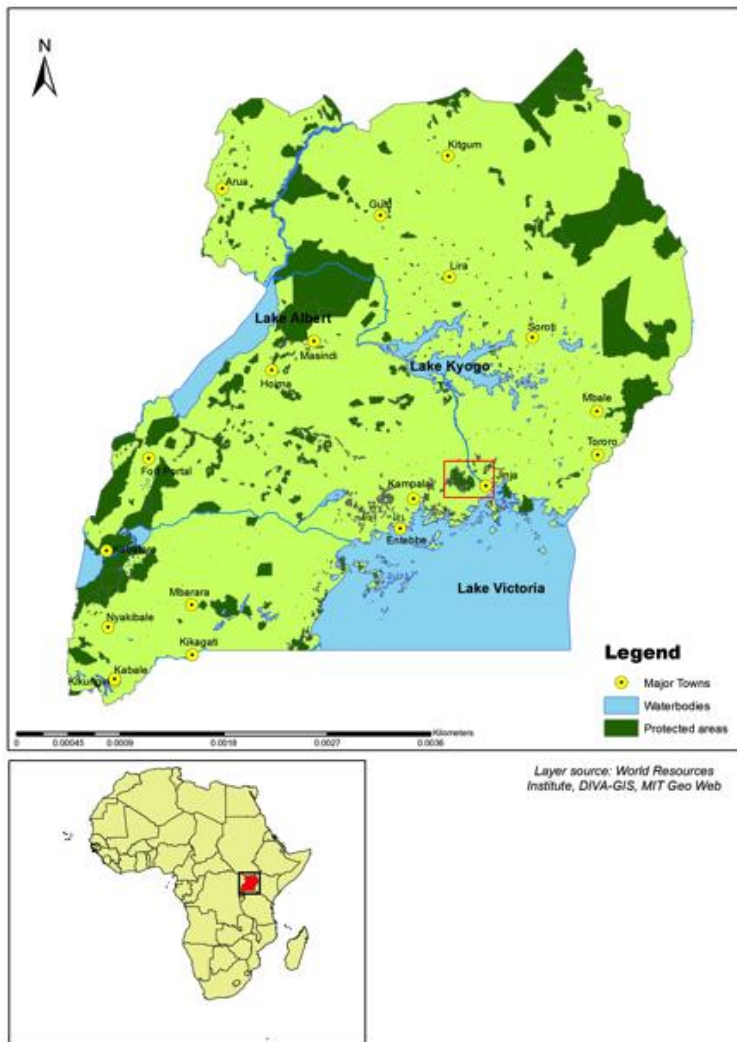 N
Kitgum
Arua
Gulu
Lira
Lake Albert
Masindi
Soroti
Lake Kyogo
Hoima
Mbale
Tororo
Fort Portal
Jinja
Kampala
Entebbe
Lake Victoria
Mbarara
Nyakibale
Kikagati
Kabale
Legend
Major Towns
Waterbodies
Protected areas
Kilometers
0 0.00045 0.0009 0.0018 0.0027 0.0036
Layer source: World Resources
Institute, DIVA-GIS, MIT Geo Web